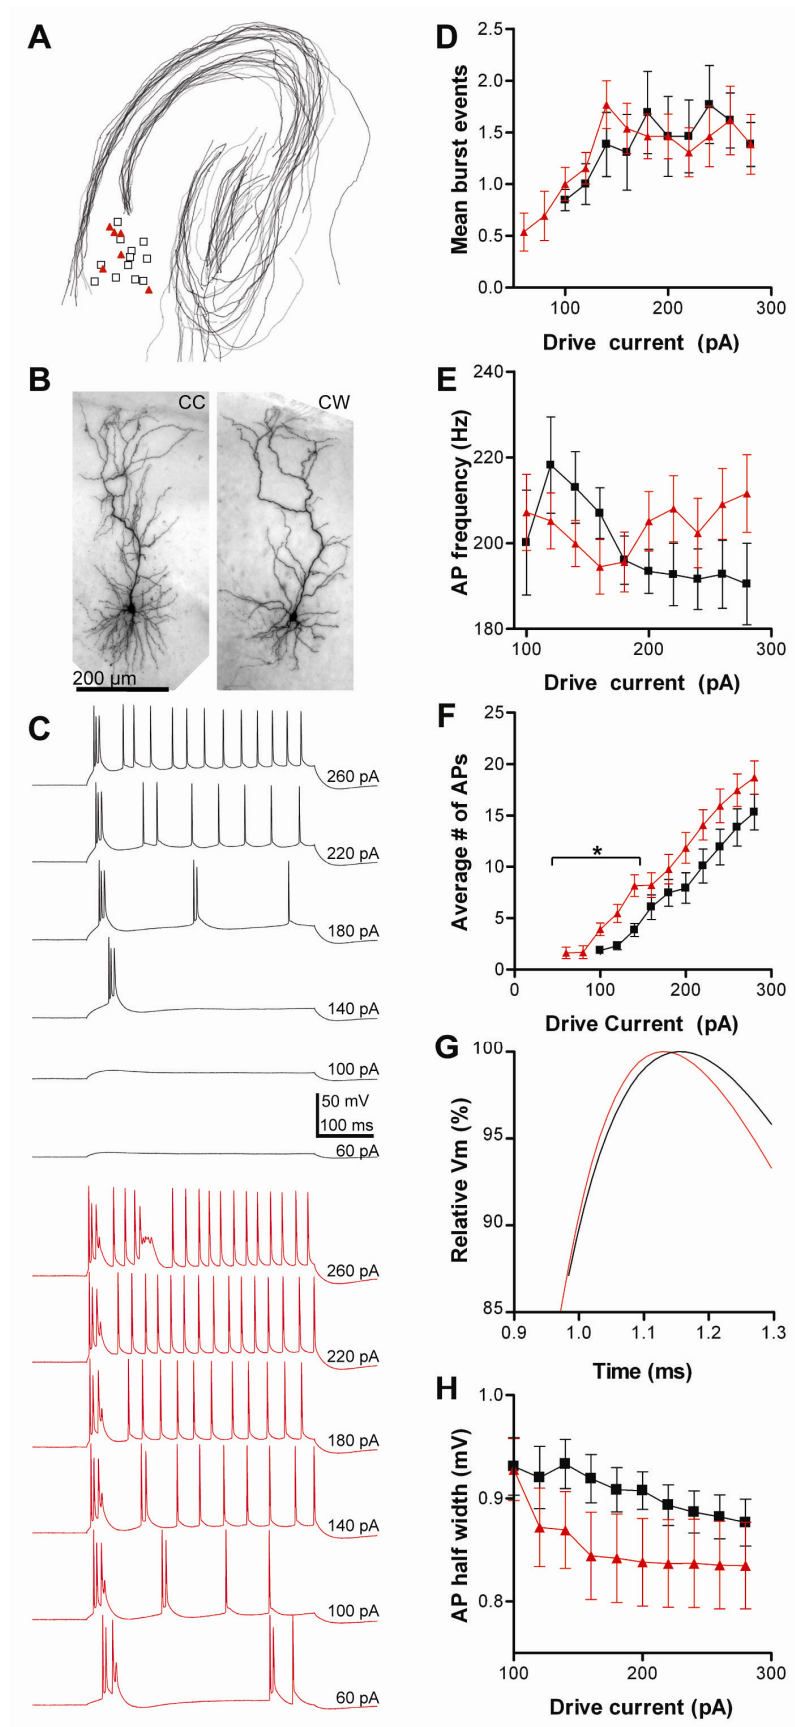 A
B
CC
CW
200 µm
C
260 pA
220 pA
180 pA
140 pA
100 pA
50 mV
100 ms
60 pA
260 pA
220 pA
180 pA
140 pA
100 pA
60 pA
D
Mean burst events
2.5
2.0
1.5
1.0
0.5
0.0
100
200
300
Drive current (pA)
E
AP frequency (Hz)
240
220
200
180
100
200
300
Drive current (pA)
F
Average # of APs
25
20
15
10
5
0
*
0
100
200
300
Drive Current (pA)
G
Relative Vm (%)
100
95
90
85
0.9
1.0
1.1
1.2
1.3
Time (ms)
H
AP half width (mV)
1.0
0.9
0.8
100
200
300
Drive current (pA)